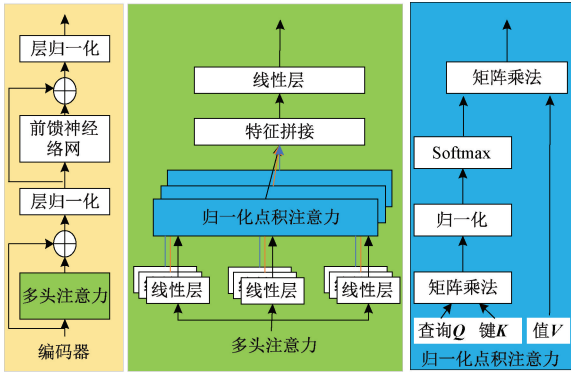 层归一化
前馈神经
络网
层归一化
多头注意力
编码器
线性层
特征拼接
归一化点积注意力
线性层
线性层
线性层
多头注意力
矩阵乘法
Softmax
归一化
矩阵乘法
查询Q
键K
值V
归一化点积注意力